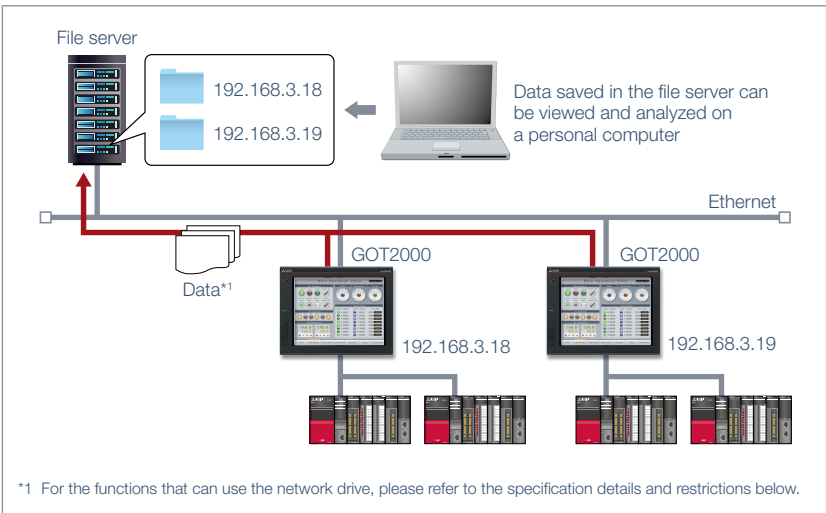 File server
192.168.3.18
192.168.3.19
Data saved in the file server can
be viewed and analyzed on
a personal computer
Ethernet
GOT2000
GOT2000
Data*1
192.168.3.18
192.168.3.19
*1 For the functions that can use the network drive, please refer to the specification details and restrictions below.